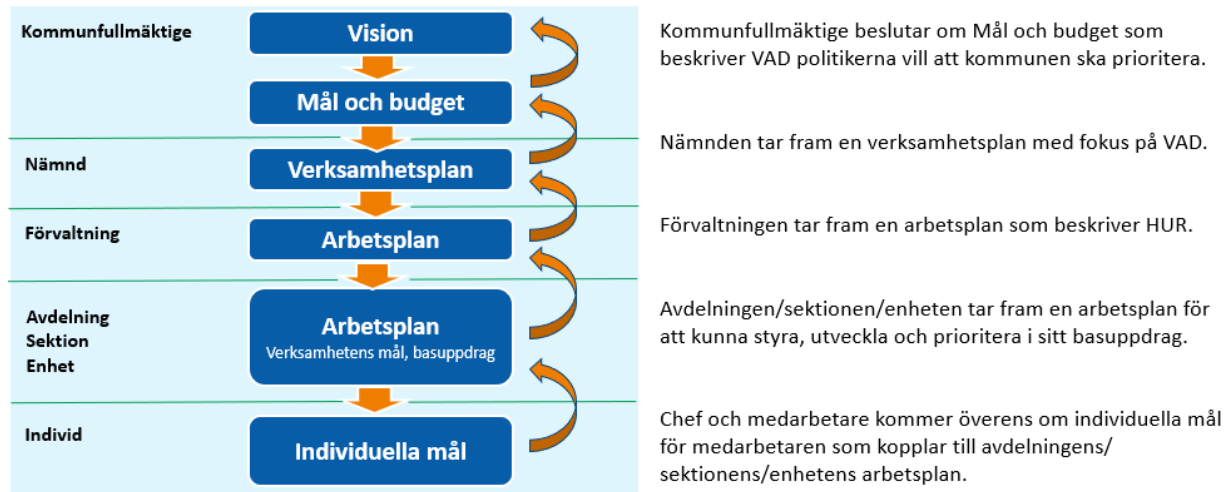 Kommunfullmäktige
Vision
Mål och budget
Kommunfullmäktige beslutar om Mål och budget som
beskriver VAD politikerna vill att kommunen ska prioritera.
Nämnd
Verksamhetsplan
Nämnden tar fram en verksamhetsplan med fokus på VAD.
Förvaltning
Arbetsplan
Förvaltningen tar fram en arbetsplan som beskriver HUR.
Avdelning
Sektion
Enhet
Arbetsplan
Verksamhetens mål, basuppdrag
Avdelningen/sektionen/enheten tar fram en arbetsplan för
att kunna styra, utveckla och prioritera i sitt basuppdrag.
Individ
Individuella mål
Chef och medarbetare kommer överens om individuella mål
för medarbetaren som kopplar till avdelningens/
sektionens/enhetens arbetsplan.